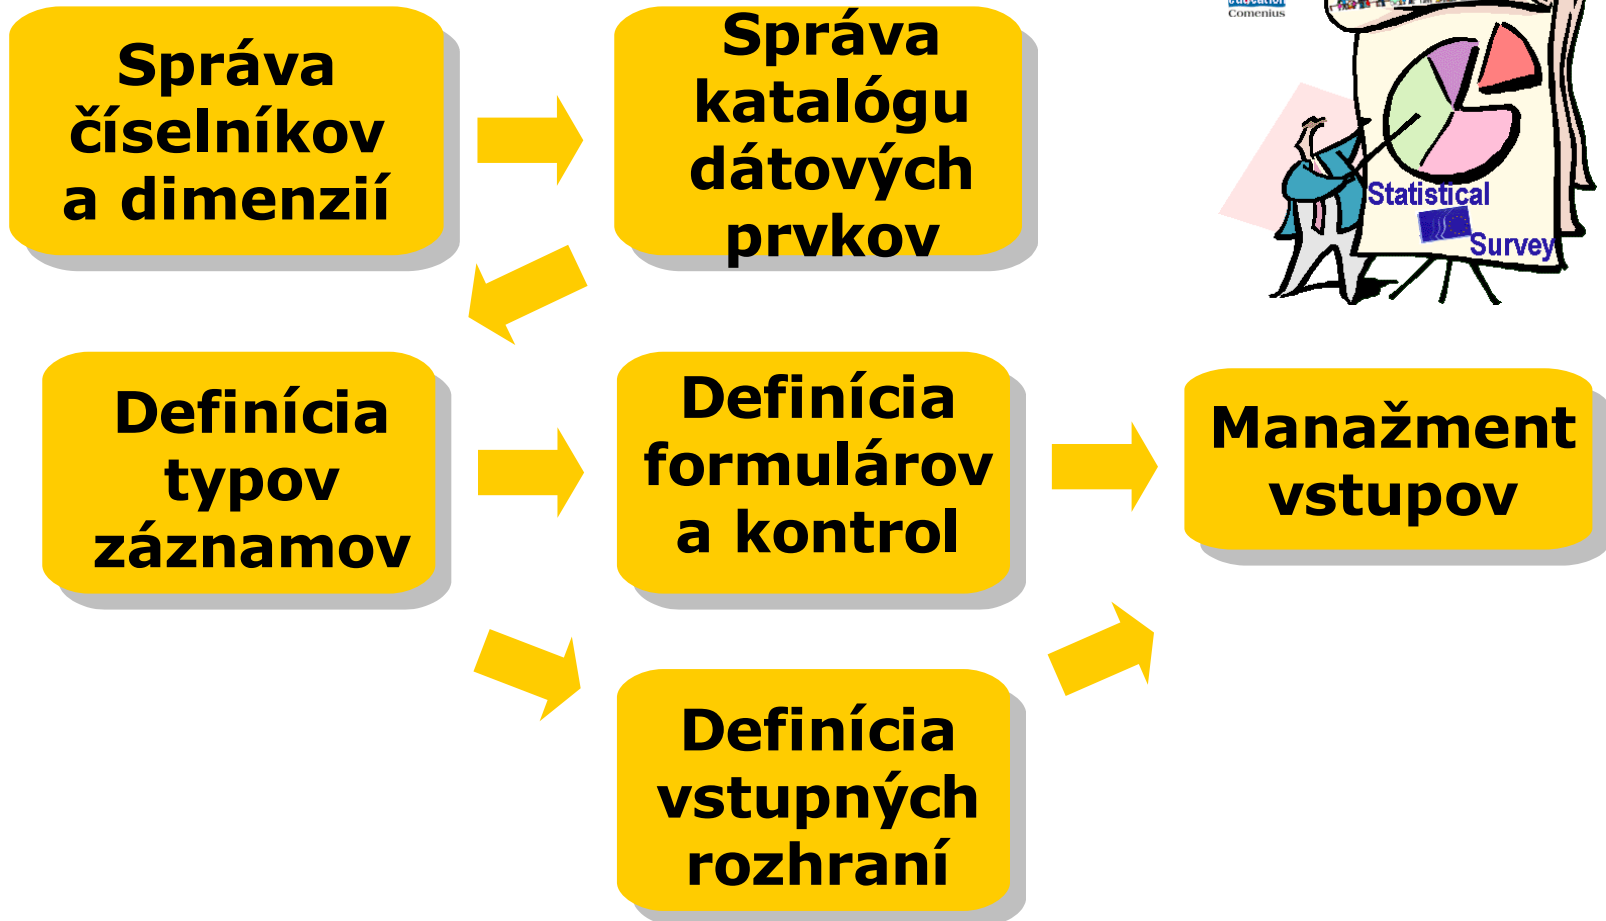 Správa
číselníkov
a dimenzií
Správa
katalógu
dátových
prvkov
education
Comenius
Statistical
Survey
Definícia
typov
záznamov
Definícia
formulárov
a kontrol
Manažment
vstupov
Definícia
vstupných
rozhraní